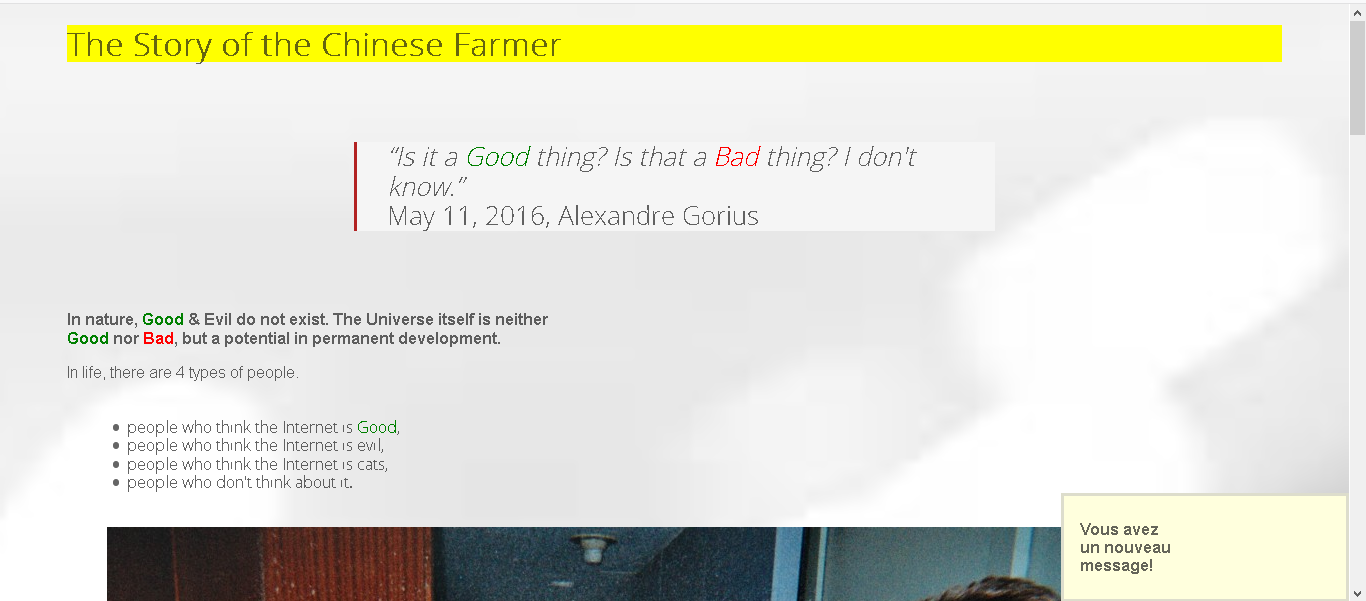 The Story of the Chinese Farmer
“Is it a Good thing? Is that a Bad thing? I don't
know.”
May 11, 2016, Alexandre Gorius
In nature, Good & Evil do not exist. The Universe itself is neither
Good nor Bad, but a potential in permanent development.
In life, there are 4 types of people.
• people who think the Internet is Good,
• people who think the Internet is evil,
• people who think the Internet is cats,
• people who don't think about it.
Vous avez
un nouveau
message!